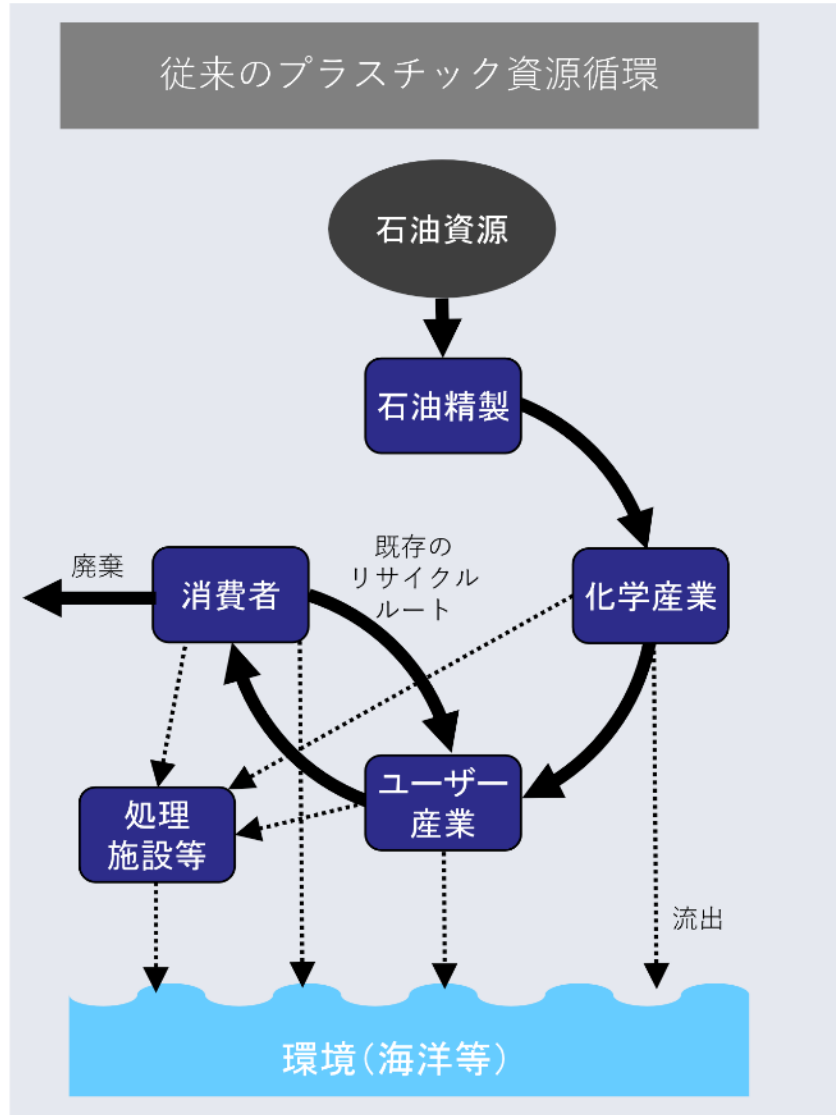 従来のプラスチック資源循環
石油資源
石油精製
既存の
リサイクル
ルート
廃棄
消費者
化学産業
ユーザー
産業
処理
施設等
流出
環境(海洋等)